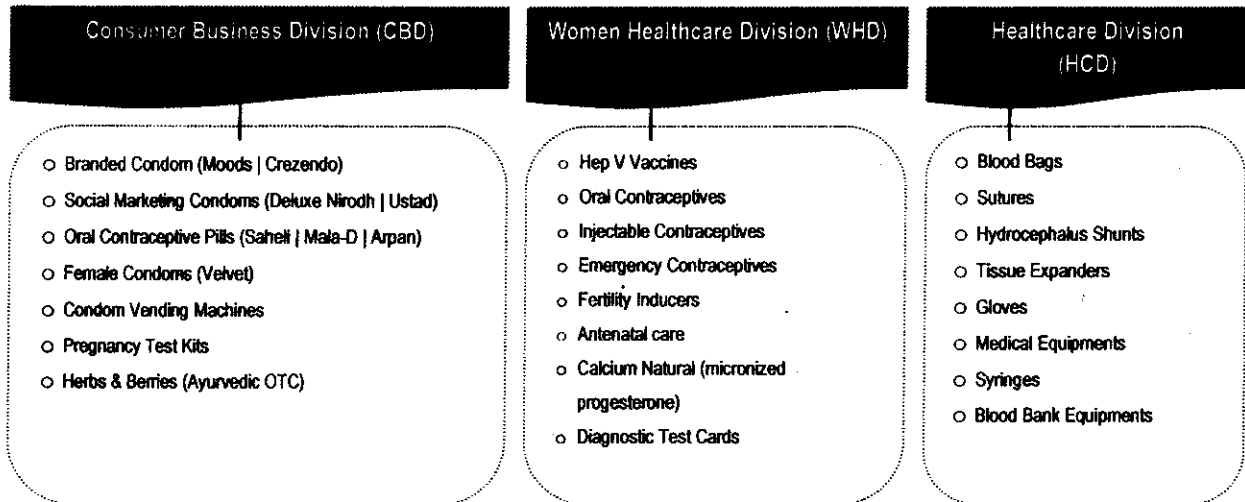 Consumer Business Division (CBD)
○ Branded Condom (Moods | Crezendo)
○ Social Marketing Condoms (Deluxe Nirodh | Ustad)
○ Oral Contraceptive Pills (Saheli | Mala-D | Arpan)
○ Female Condoms (Velvet)
○ Condom Vending Machines
○ Pregnancy Test Kits
○ Herbs & Berries (Ayurvedic OTC)
Women Healthcare Division (WHD)
○ Hep V Vaccines
○ Oral Contraceptives
○ Injectable Contraceptives
○ Emergency Contraceptives
○ Fertility Inducers
○ Antenatal care
○ Calcium Natural (micronized
progesterone)
○ Diagnostic Test Cards
Healthcare Division
(HCD)
○ Blood Bags
○ Sutures
○ Hydrocephalus Shunts
○ Tissue Expanders
○ Gloves
○ Medical Equipments
○ Syringes
○ Blood Bank Equipments